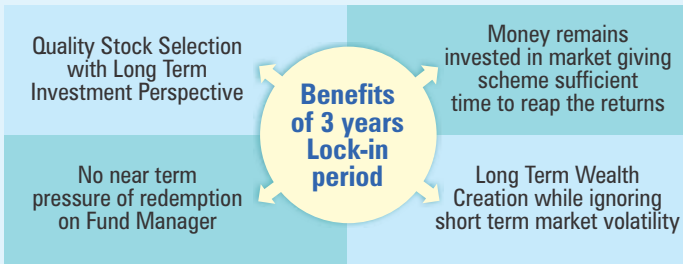 Quality Stock Selection
with Long Term
Investment Perspective
Money remains
invested in market giving
scheme sufficient
time to reap the returns
Benefits
of 3 years
Lock-in
period
No near term
pressure of redemption
on Fund Manager
Long Term Wealth
Creation while ignoring
short term market volatility